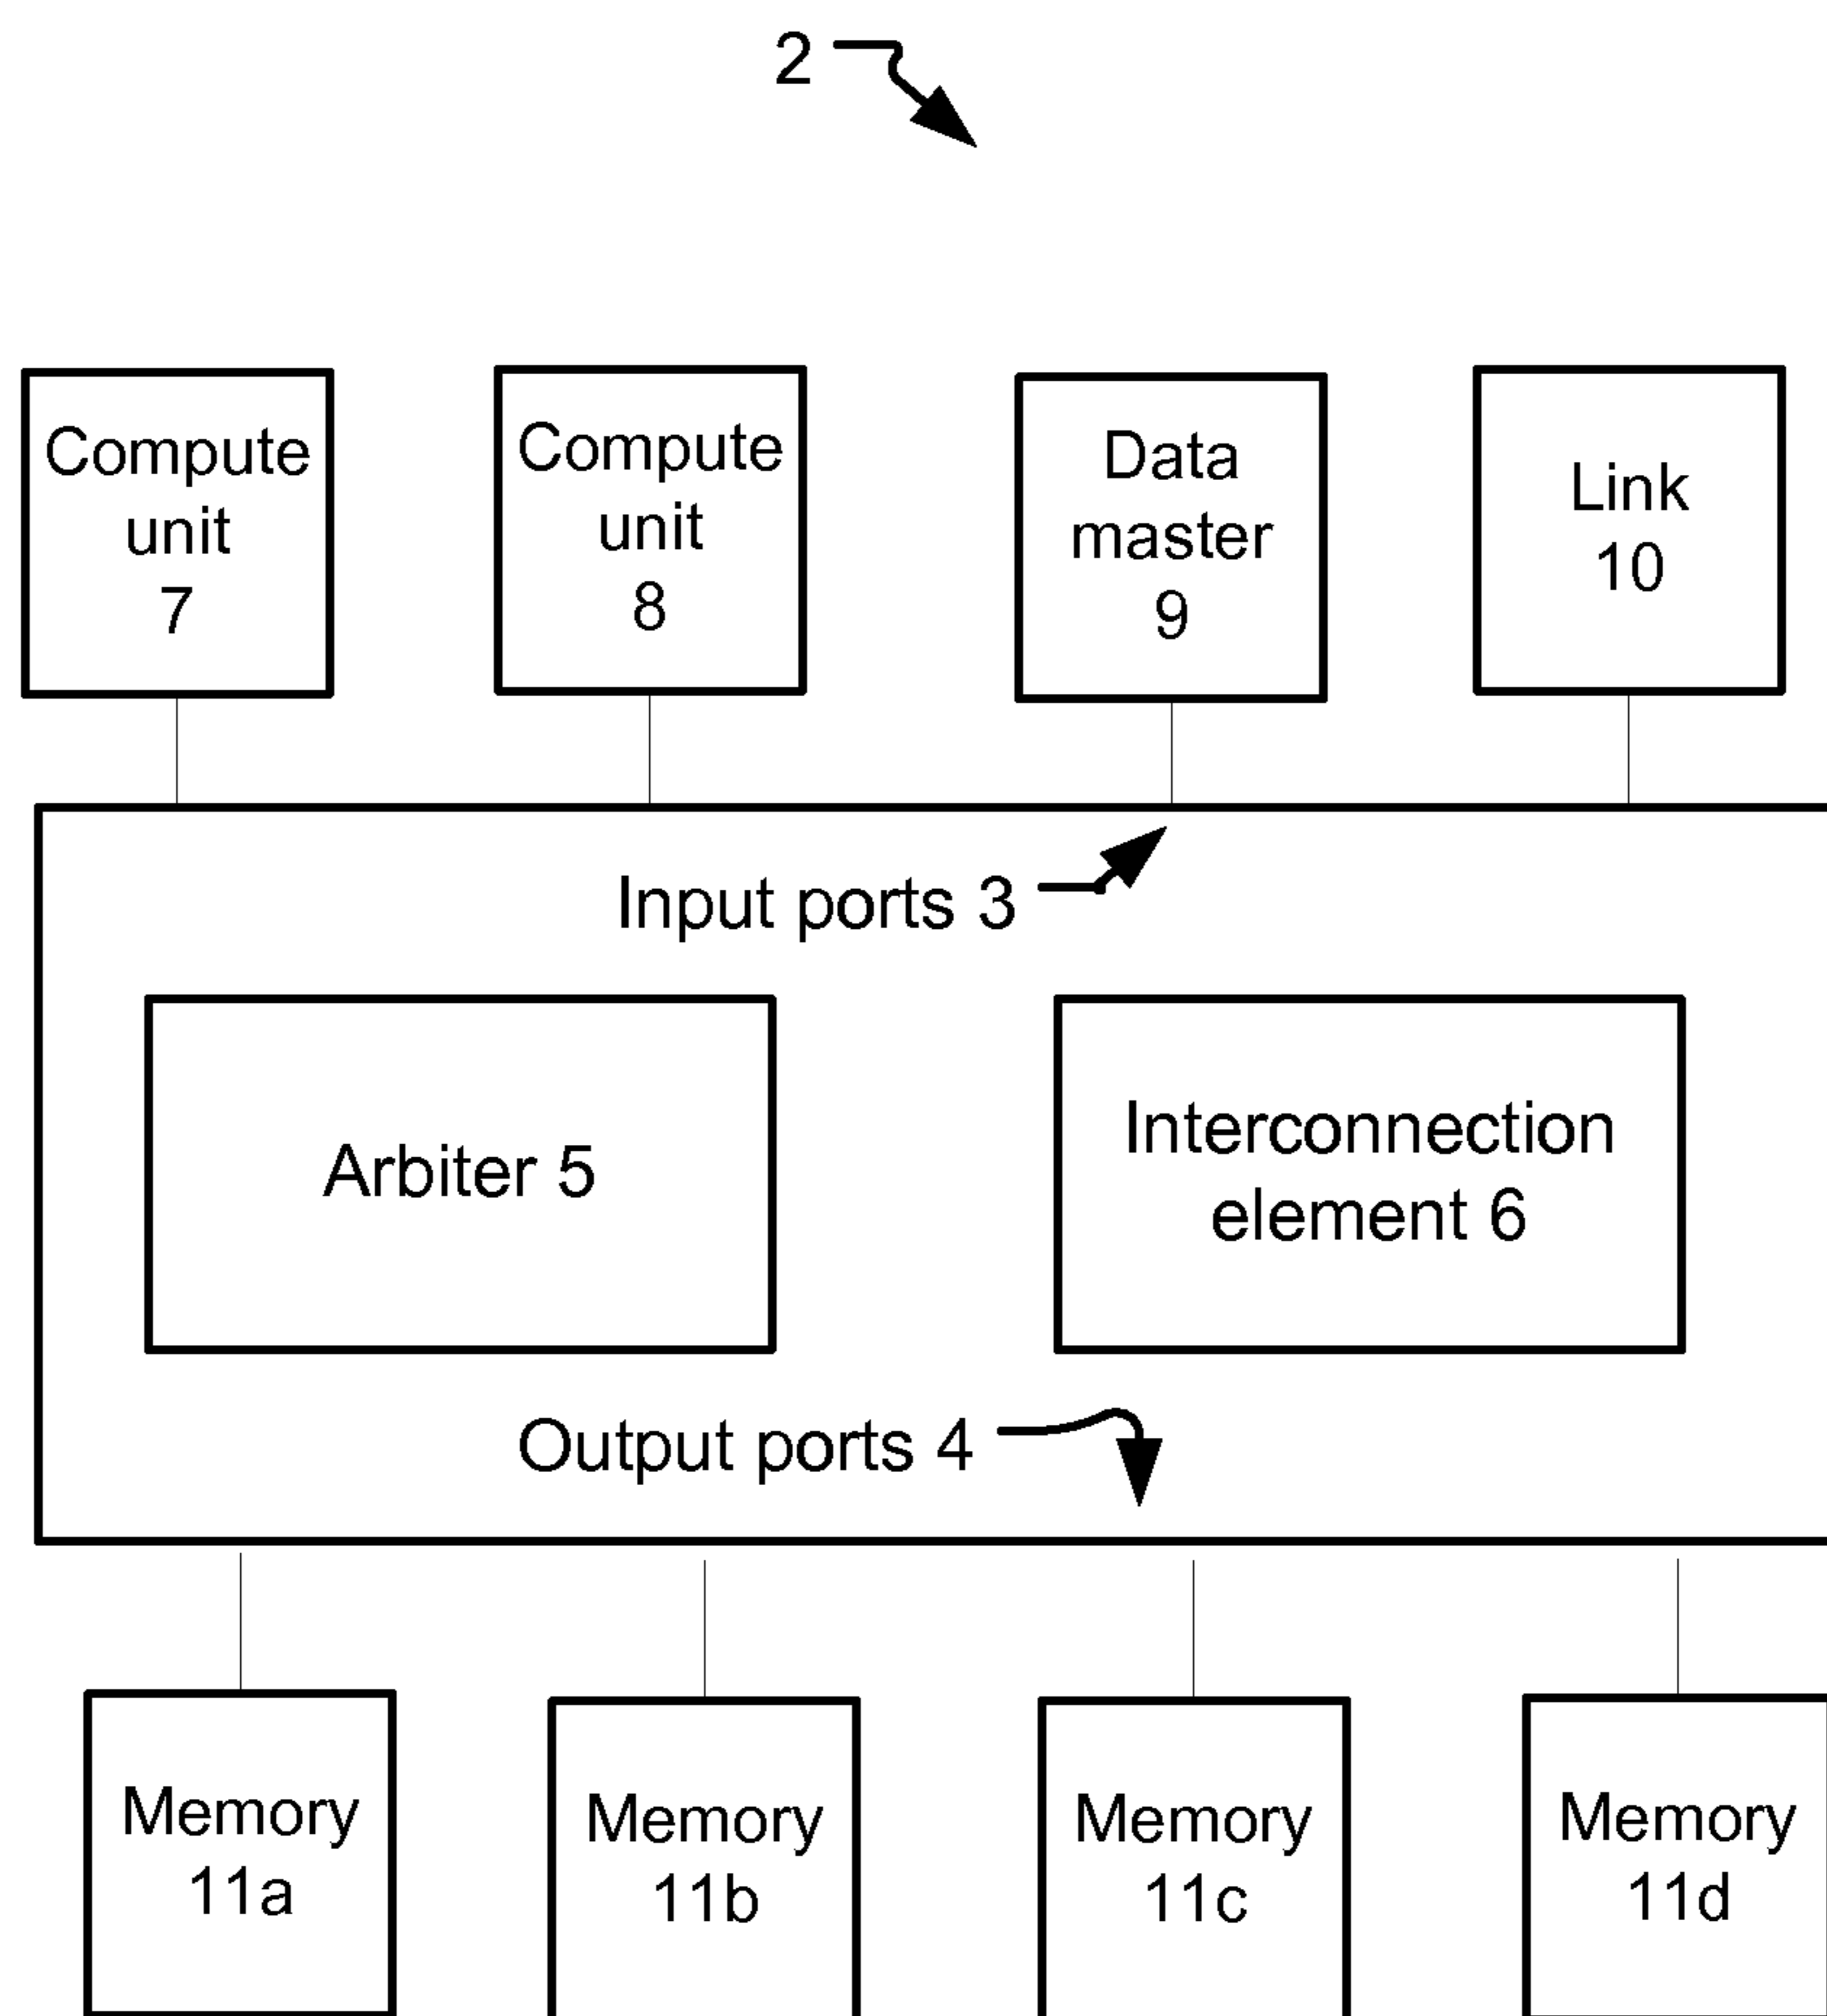 2
Compute
unit
7
Compute
unit
8
Data
master
9
Link
10
Input ports 3
Arbiter 5
Interconnection
element 6
Output ports 4
Memory
11a
Memory
11b
Memory
11c
Memory
11d